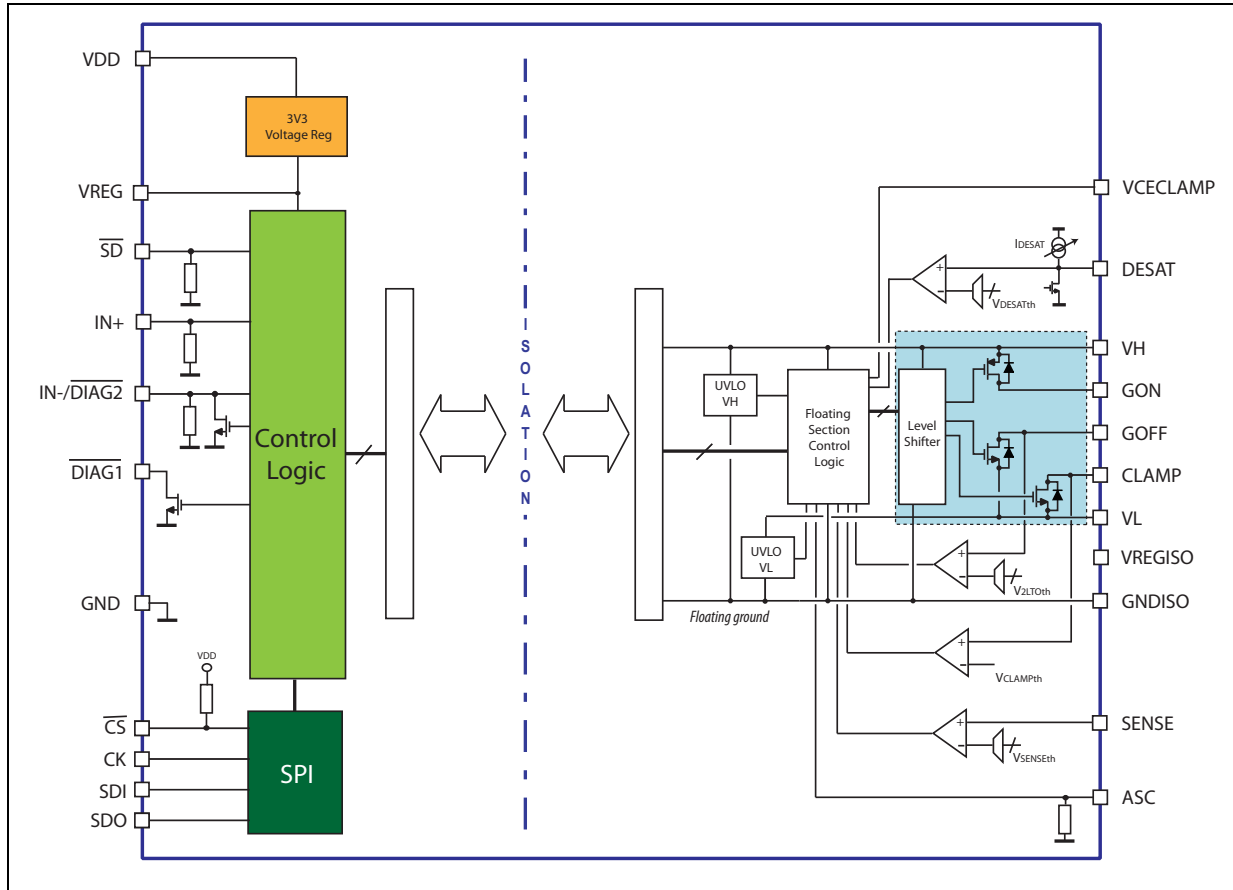 VDD
3V3
Voltage Reg
VREG
SD
IN+
IN-/DIAG2
DIAG1
GND
VDD
CS
CK
SDI
SDO
Control
Logic
SPI
ISOLATION
VCECLAMP
IDESAT
DESAT
+
−
VDESATth
VH
UVLO
VH
GON
Floating
Section
Control
Logic
Level
Shifter
GOFF
CLAMP
VL
UVLO
VL
+
−
V2LTOth
VREGISO
GNDISO
Floating ground
+
−
VCLAMPth
+
−
VSENSEth
SENSE
ASC